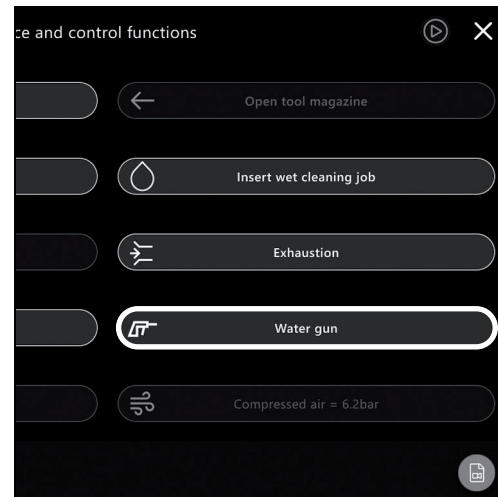 ce and control functions
Open tool magazine
Insert wet cleaning job
Exhaustion
Water gun
Compressed air = 6.2bar